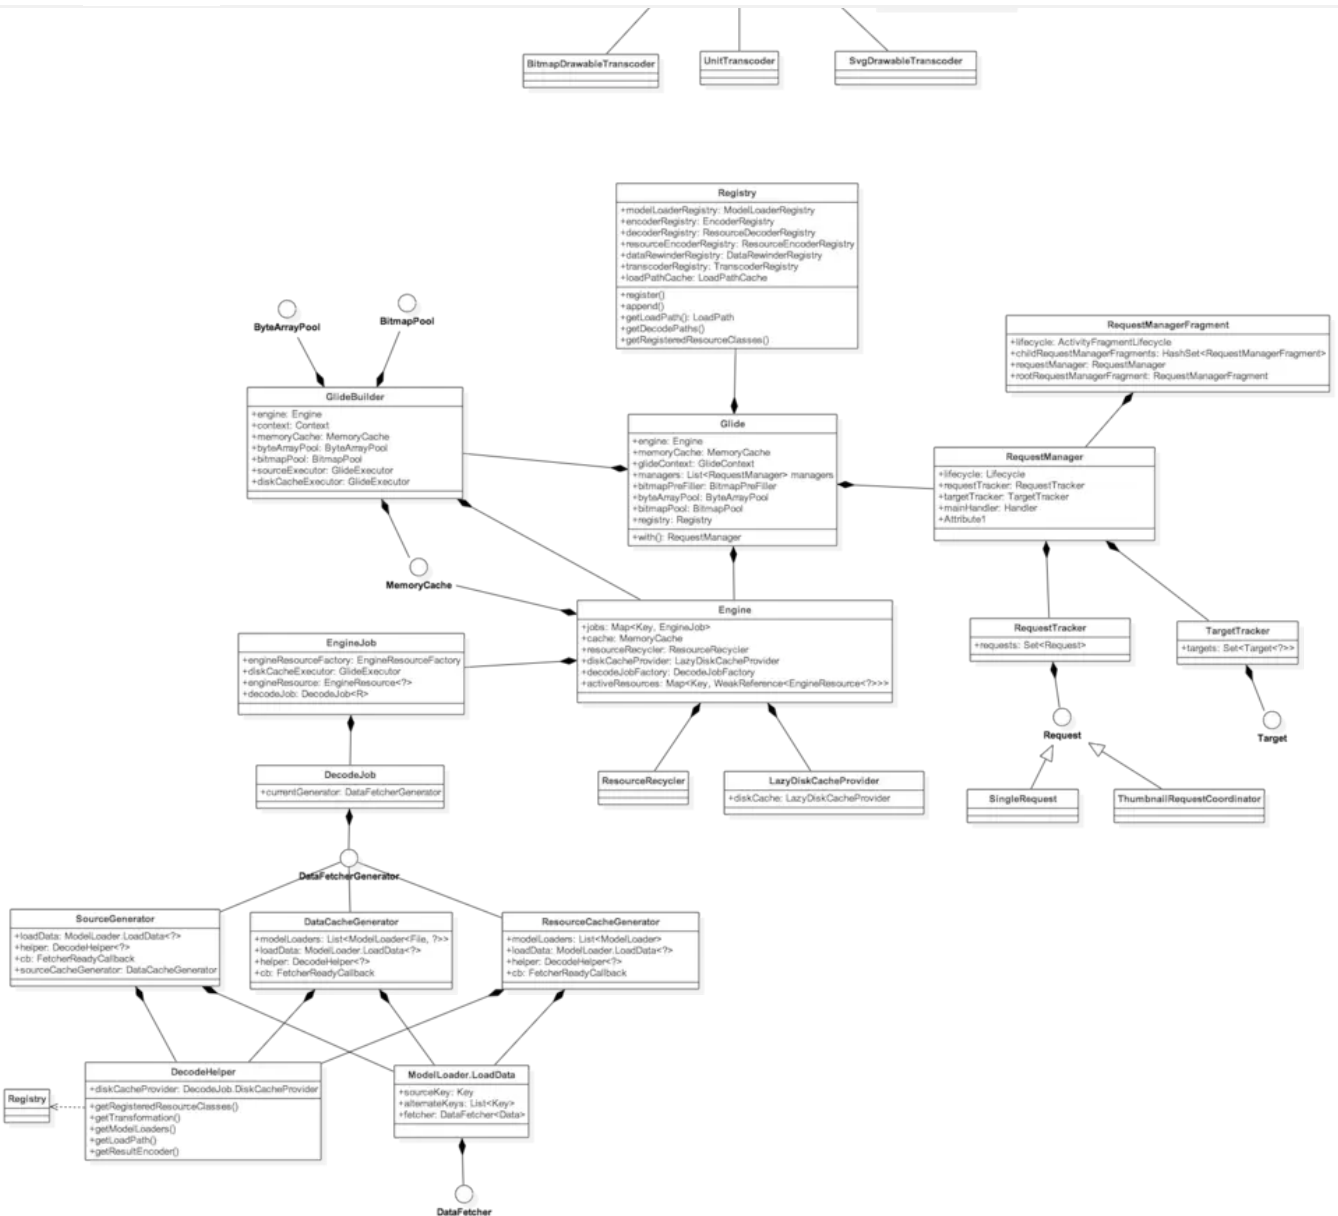 BitmapDrawableTranscoder
UnitTranscoder
SvgDrawableTranscoder
Registry
+modelLoaderRegistry: ModelLoaderRegistry
+encoderRegistry: EncoderRegistry
+decoderRegistry: ResourceDecoderRegistry
+resourceEncoderRegistry: ResourceEncoderRegistry
+dataRewinderRegistry: DataRewinderRegistry
+transcoderRegistry: TranscoderRegistry
+loadPathCache: LoadPathCache
+register()
+append()
+getLoadPath(): LoadPath
+getDecodePaths()
+getRegisteredResourceClasses()
ByteArrayPool
BitmapPool
RequestManagerFragment
+lifecycle: ActivityFragmentLifecycle
+childRequestManagerFragments: HashSet<RequestManagerFragment>
+requestManager: RequestManager
+rootRequestManagerFragment: RequestManagerFragment
GlideBuilder
+engine: Engine
+context: Context
+memoryCache: MemoryCache
+byteArrayPool: ByteArrayPool
+bitmapPool: BitmapPool
+sourceExecutor: GlideExecutor
+diskCacheExecutor: GlideExecutor
Glide
+engine: Engine
+memoryCache: MemoryCache
+glideContext: GlideContext
+managers: List<RequestManager> managers
+bitmapPreFiller: BitmapPreFiller
+byteArrayPool: ByteArrayPool
+bitmapPool: BitmapPool
+registry: Registry
+with(): RequestManager
RequestManager
+lifecycle: Lifecycle
+requestTracker: RequestTracker
+targetTracker: TargetTracker
+mainHandler: Handler
+Attribute1
MemoryCache
Engine
+jobs: Map<Key, EngineJob>
+cache: MemoryCache
+resourceRecycler: ResourceRecycler
+diskCacheProvider: LazyDiskCacheProvider
+decodeJobFactory: DecodeJobFactory
+activeResources: Map<Key, WeakReference<EngineResource<?>>>
EngineJob
+engineResourceFactory: EngineResourceFactory
+diskCacheExecutor: GlideExecutor
+engineResource: EngineResource<?>
+decodeJob: DecodeJob<R>
RequestTracker
+requests: Set<Request>
TargetTracker
+targets: Set<Target<?>>
Request
Target
DecodeJob
+currentGenerator: DataFetcherGenerator
ResourceRecycler
LazyDiskCacheProvider
+diskCache: LazyDiskCacheProvider
SingleRequest
ThumbnailRequestCoordinator
DataFetcherGenerator
SourceGenerator
+loadData: ModelLoader.LoadData<?>
+helper: DecodeHelper<?>
+cb: FetcherReadyCallback
+sourceCacheGenerator: DataCacheGenerator
DataCacheGenerator
+modelLoaders: List<ModelLoader<File, ?>>
+loadData: ModelLoader.LoadData<?>
+helper: DecodeHelper<?>
+cb: FetcherReadyCallback
ResourceCacheGenerator
+modelLoaders: List<ModelLoader>
+loadData: ModelLoader.LoadData<?>
+helper: DecodeHelper<?>
+cb: FetcherReadyCallback
Registry
DecodeHelper
+diskCacheProvider: DecodeJob.DiskCacheProvider
+getRegisteredResourceClasses()
+getTransformation()
+getModelLoaders()
+getLoadPath()
+getResultEncoder()
ModelLoader.LoadData
+sourceKey: Key
+alternateKeys: List<Key>
+fetcher: DataFetcher<Data>
DataFetcher